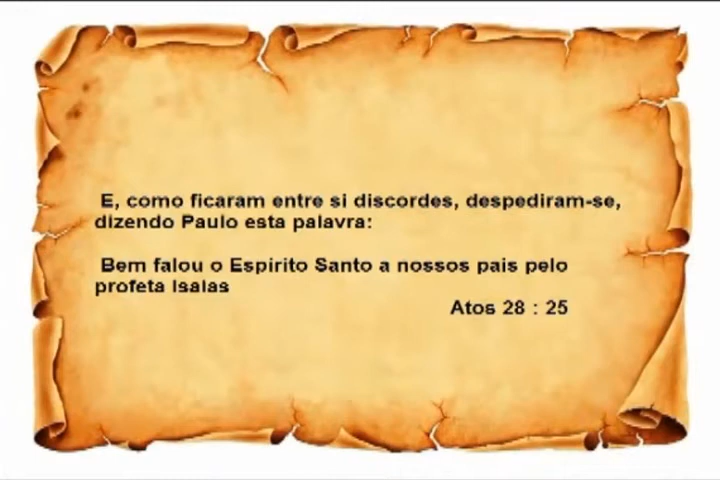 E, como ficaram entre si discordes, despediram-se,
dizendo Paulo esta palavra:
Bem falou o Espirito Santo a nossos pais pelo
profeta Isaias
Atos 28 : 25